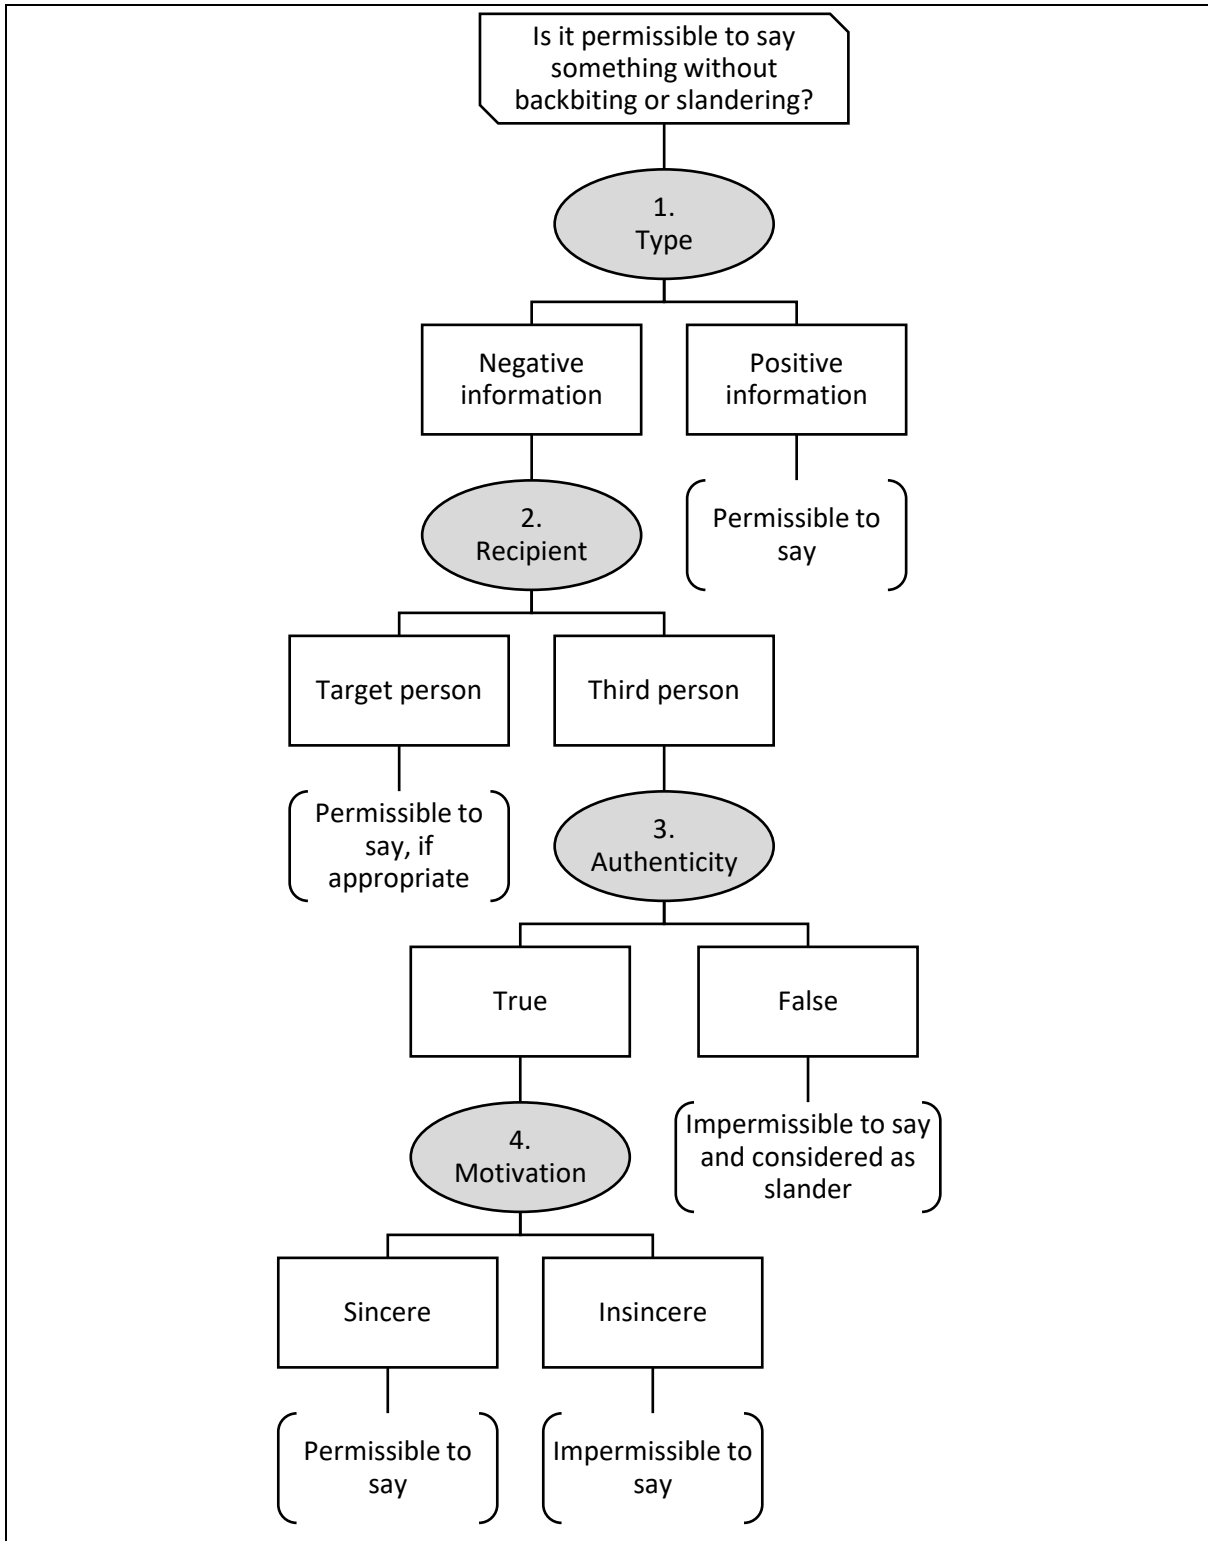 Is it permissible to say
something without
backbiting or slandering?
1.
Type
Negative
information
Positive
information
2.
Recipient
Permissible to
say
Target person
Third person
Permissible to
say, if
appropriate
3.
Authenticity
True
False
4.
Motivation
Impermissible to say
and considered as
slander
Sincere
Insincere
Permissible to
say
Impermissible to
say